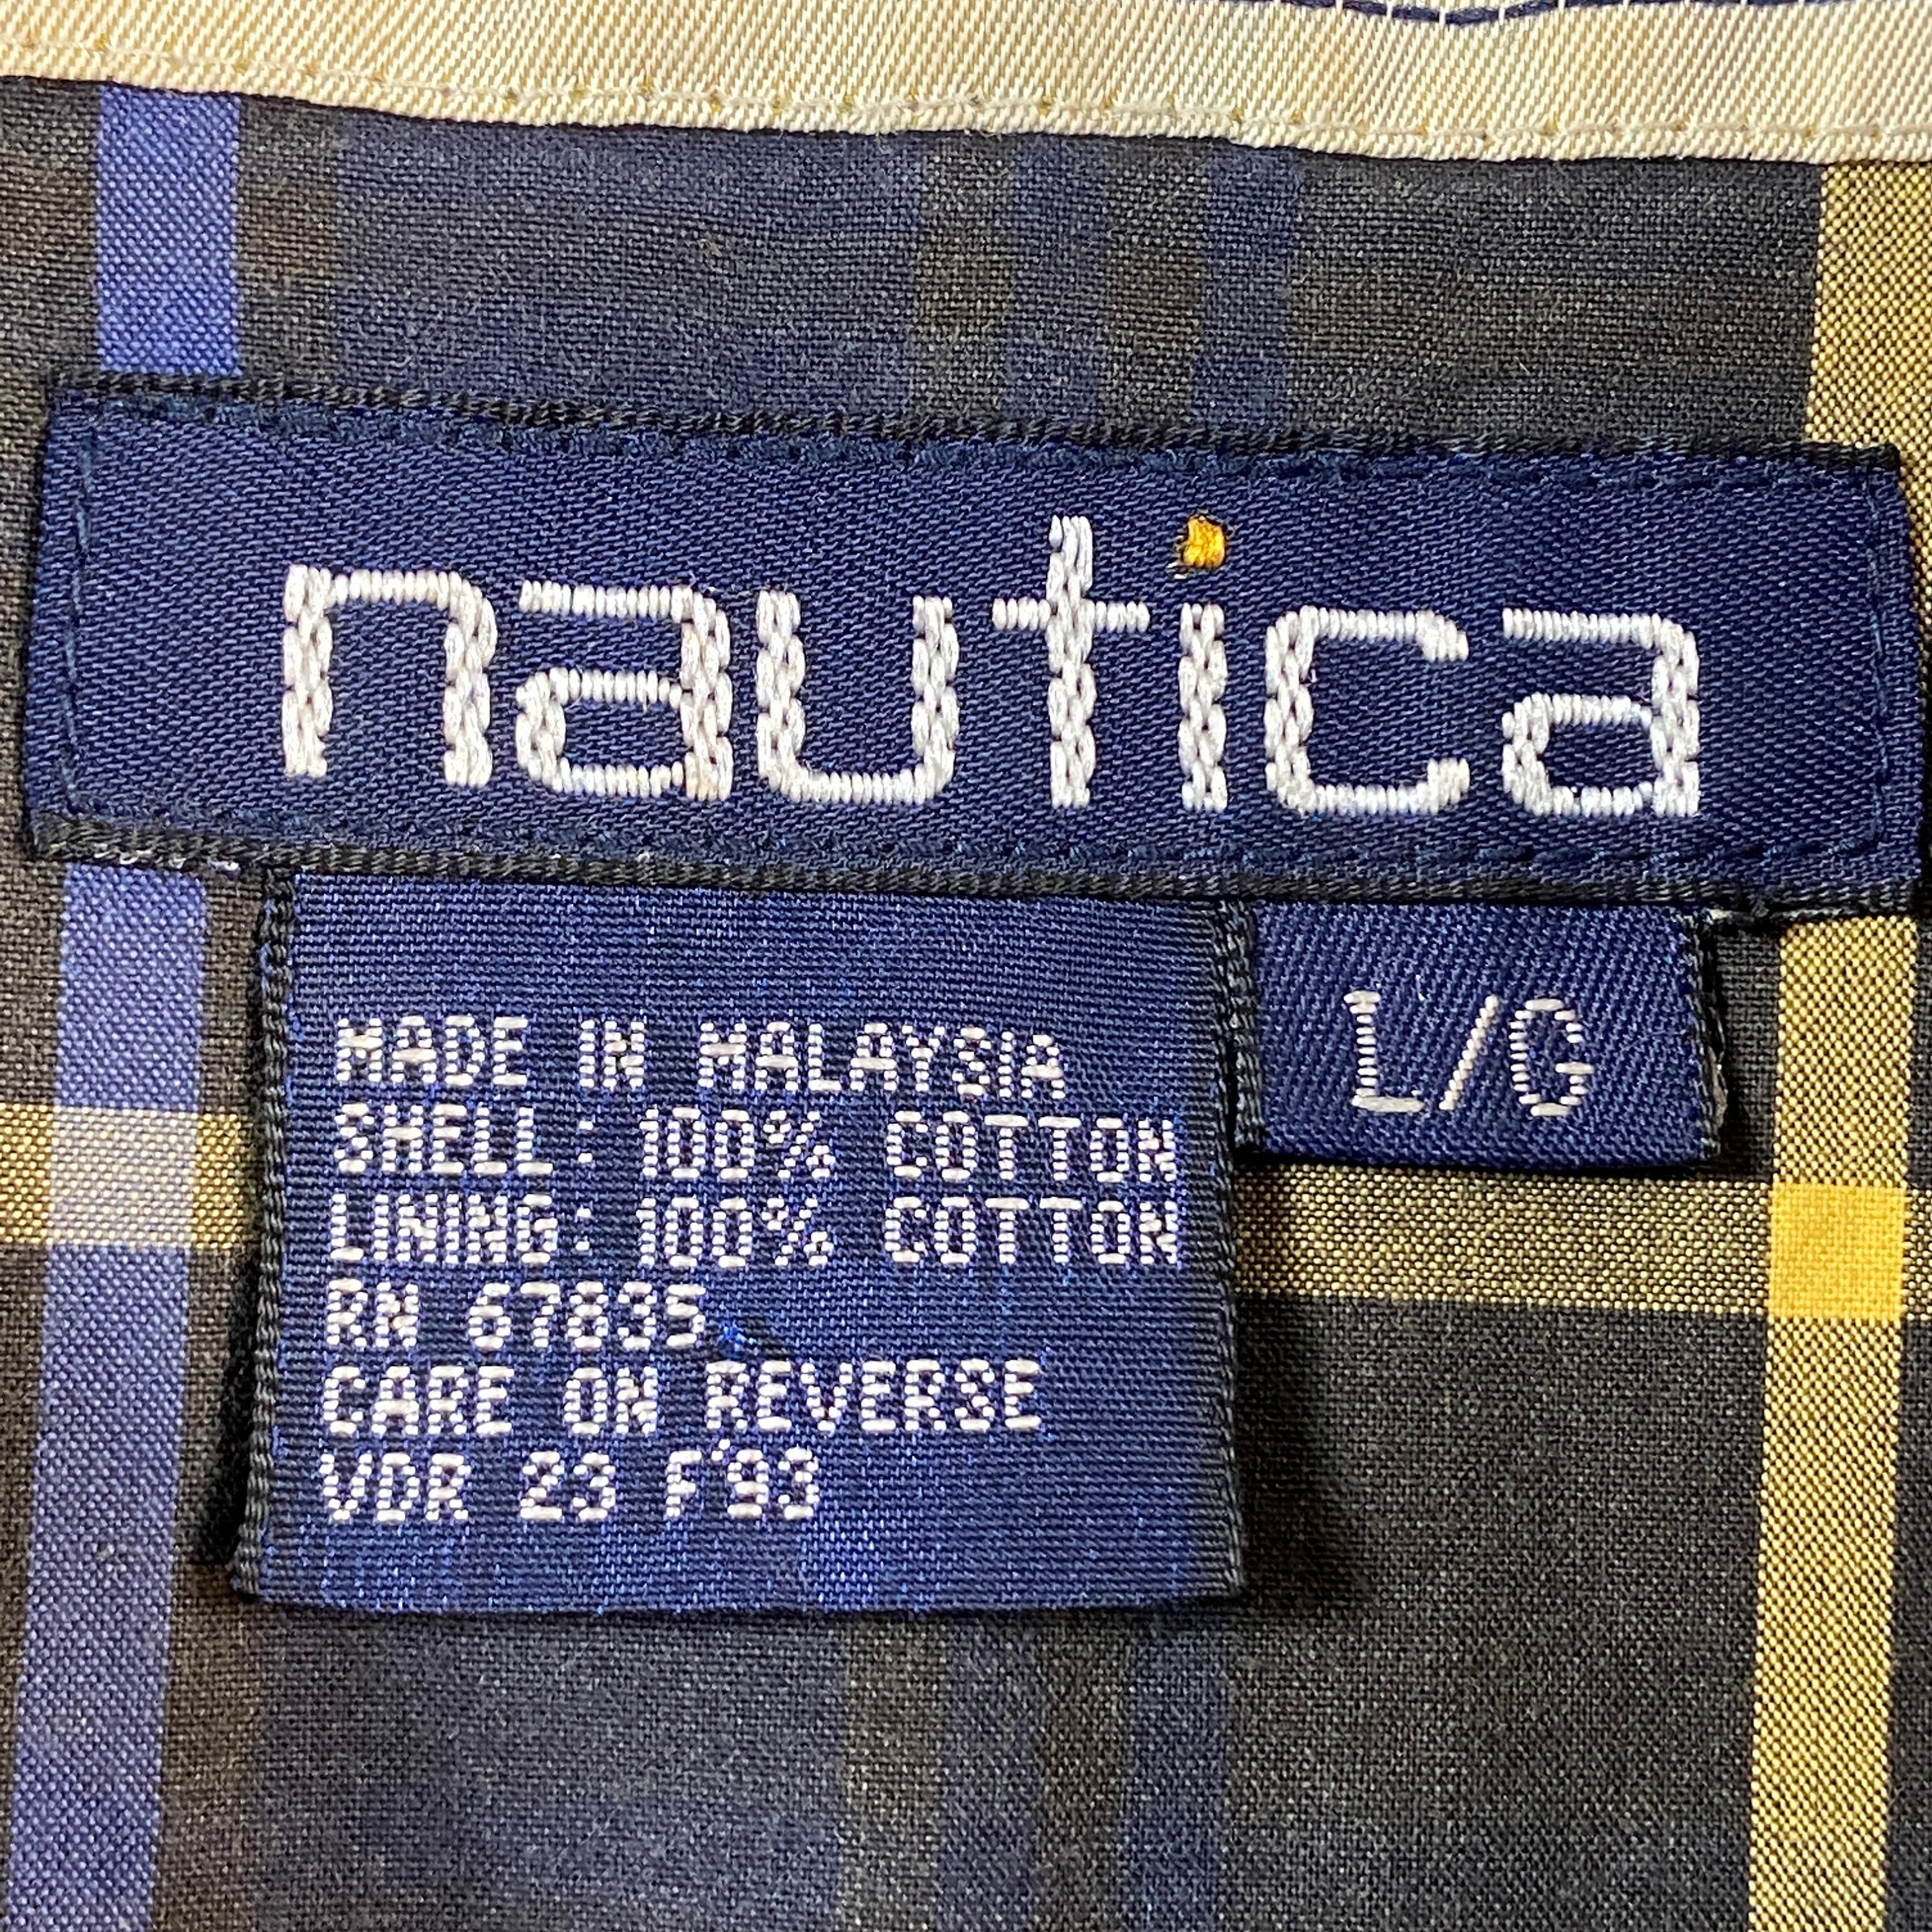 nautica
L/G
MADE IN MALAYSIA
SHELL: 100% COTTON
LINING: 100% COTTON
RN 67835
CARE ON REVERSE
VDR 23 F'93